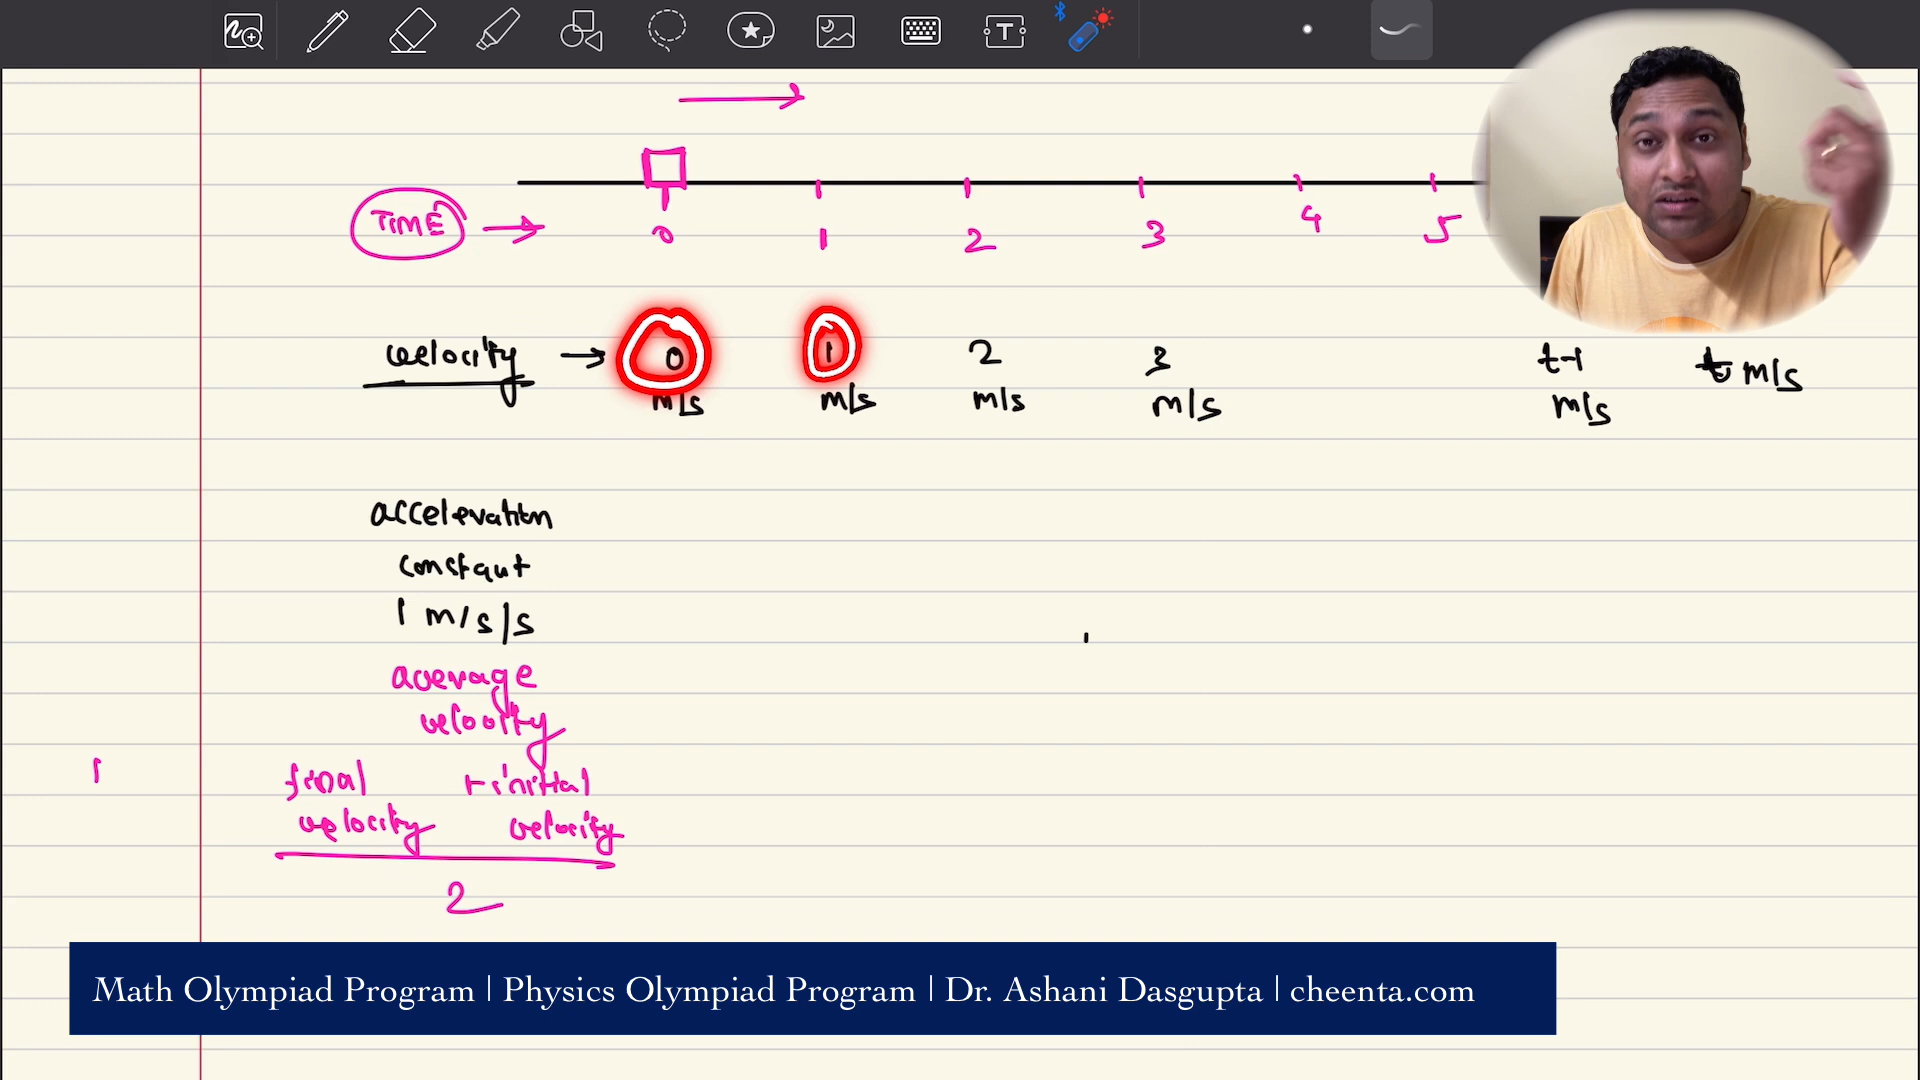 T
TIME → 0 1 2 3 4 5
velocity → 0 1 2 3 t-1 t m/s
m/s m/s m/s m/s m/s
acceleration
constant
1 m/s/s
average
velocity
final + initial
velocity velocity
2
1
Math Olympiad Program | Physics Olympiad Program | Dr. Ashani Dasgupta | cheenta.com